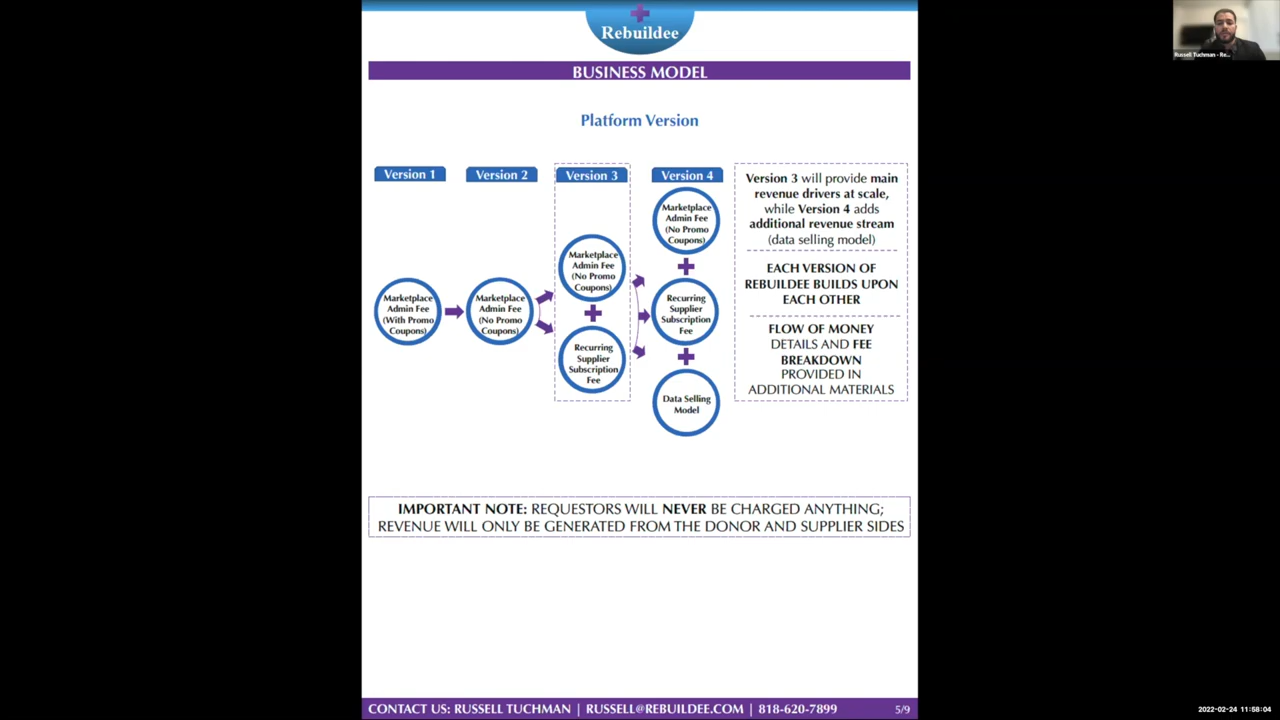 Rebuildee
BUSINESS MODEL
Platform Version
Version 1
Marketplace
Admin Fee
(With Promo
Coupons)
Version 2
Marketplace
Admin Fee
(No Promo
Coupons)
Version 3
Marketplace
Admin Fee
(No Promo
Coupons)
Recurring
Supplier
Subscription
Fee
Version 4
Marketplace
Admin Fee
(No Promo
Coupons)
Recurring
Supplier
Subscription
Fee
Data Selling
Model
Version 3 will provide main
revenue drivers at scale,
while Version 4 adds
additional revenue stream
(data selling model)
EACH VERSION OF
REBUILDEE BUILDS UPON
EACH OTHER
FLOW OF MONEY
DETAILS AND FEE
BREAKDOWN
PROVIDED IN
ADDITIONAL MATERIALS
IMPORTANT NOTE: REQUESTORS WILL NEVER BE CHARGED ANYTHING;
REVENUE WILL ONLY BE GENERATED FROM THE DONOR AND SUPPLIER SIDES
CONTACT US: RUSSELL TUCHMAN | RUSSELL@REBUILDEE.COM | 818-620-7899
5/9
Russell Tuchman - Re...
2022-02-24 11:58:04